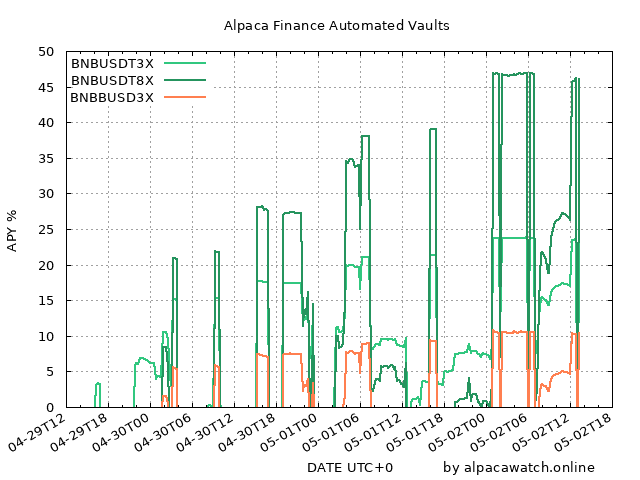 Alpaca Finance Automated Vaults
BNBUSDT3X
BNBUSDT8X
BNBBUSD3X
APY %
50
45
40
35
30
25
20
15
10
5
0
04-29T12
04-29T18
04-30T00
04-30T06
04-30T12
04-30T18
05-01T00
05-01T06
05-01T12
05-01T18
05-02T00
05-02T06
05-02T12
05-02T18
DATE UTC+0
by alpacawatch.online